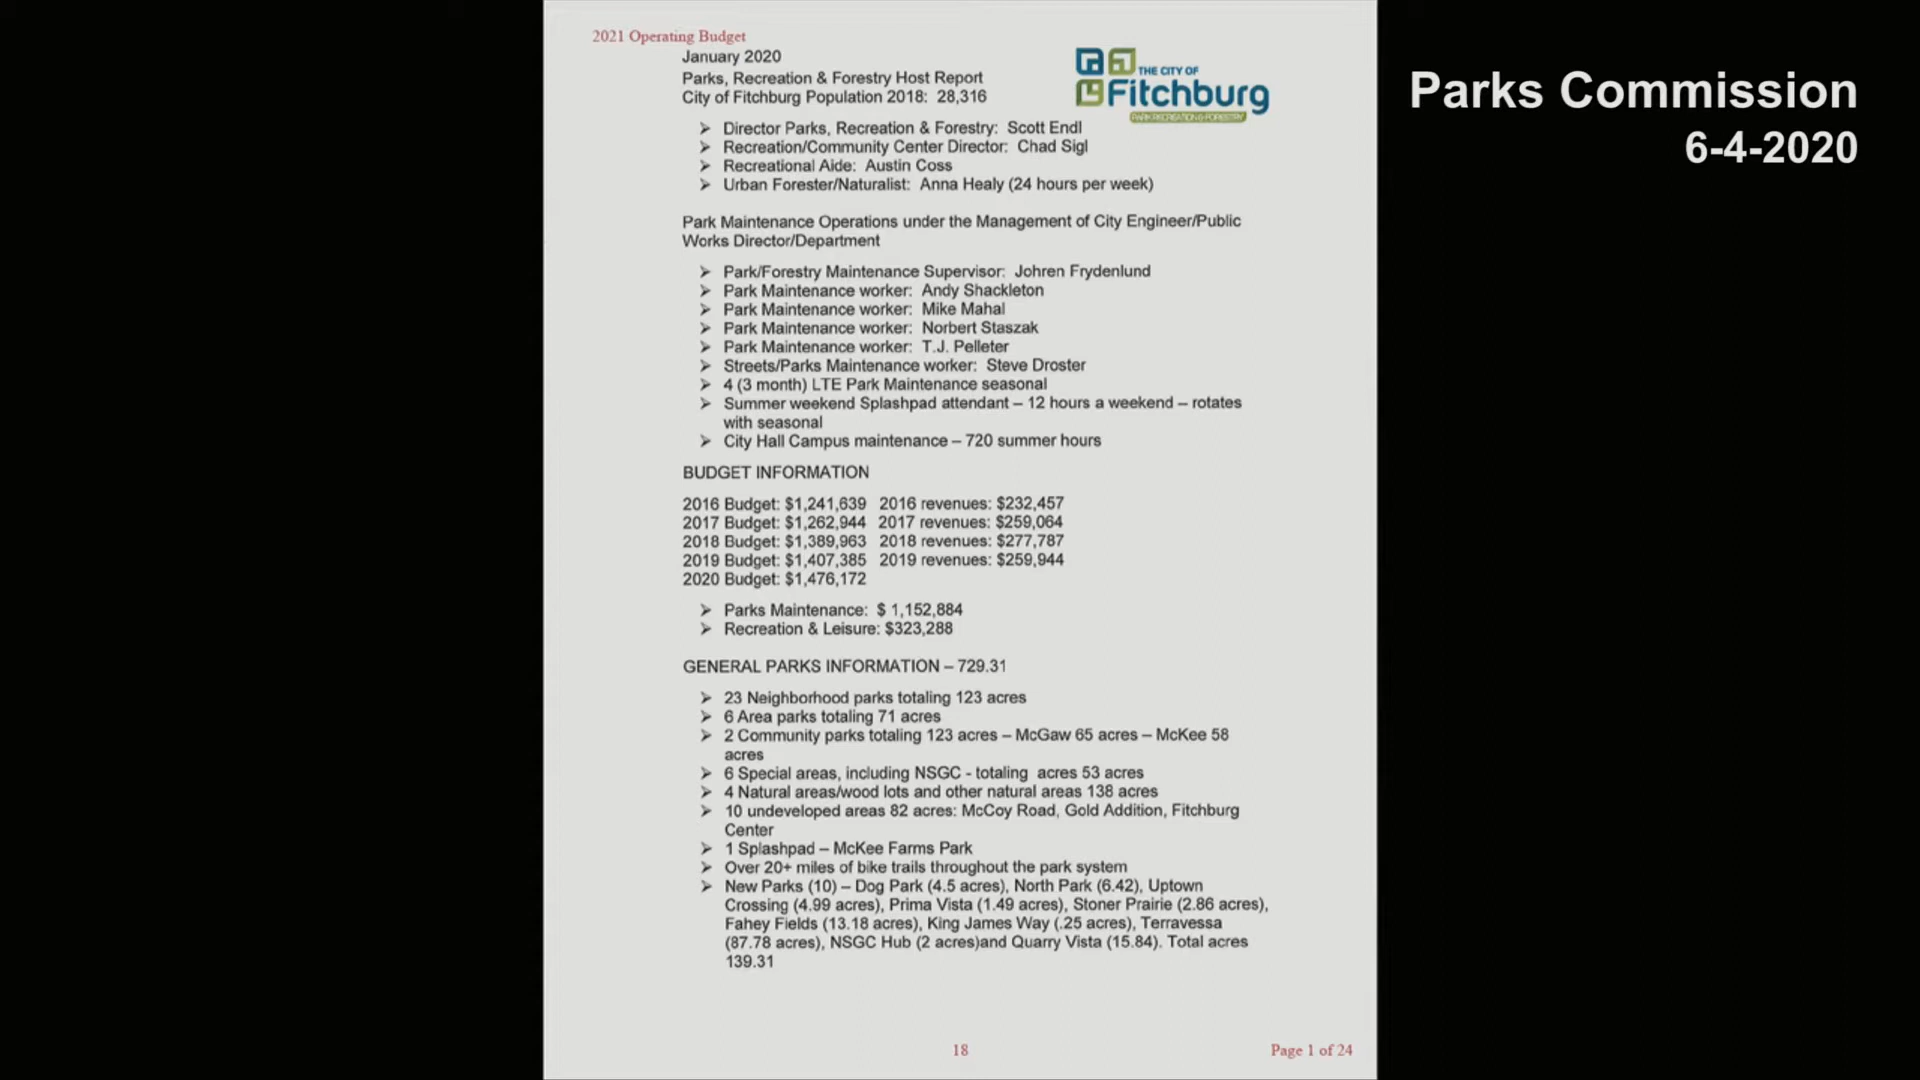 2021 Operating Budget
January 2020
Parks, Recreation & Forestry Host Report
City of Fitchburg Population 2018: 28,316
THE CITY OF
Fitchburg
PARK RECREATION & FORESTRY
Parks Commission
6-4-2020
➢ Director Parks, Recreation & Forestry: Scott Endl
➢ Recreation/Community Center Director: Chad Sigl
➢ Recreational Aide: Austin Coss
➢ Urban Forester/Naturalist: Anna Healy (24 hours per week)
Park Maintenance Operations under the Management of City Engineer/Public
Works Director/Department
➢ Park/Forestry Maintenance Supervisor: Johren Frydenlund
➢ Park Maintenance worker: Andy Shackleton
➢ Park Maintenance worker: Mike Mahal
➢ Park Maintenance worker: Norbert Staszak
➢ Park Maintenance worker: T.J. Pelleter
➢ Streets/Parks Maintenance worker: Steve Droster
➢ 4 (3 month) LTE Park Maintenance seasonal
➢ Summer weekend Splashpad attendant – 12 hours a weekend – rotates
with seasonal
➢ City Hall Campus maintenance – 720 summer hours
BUDGET INFORMATION
2016 Budget: $1,241,639 2016 revenues: $232,457
2017 Budget: $1,262,944 2017 revenues: $259,064
2018 Budget: $1,389,963 2018 revenues: $277,787
2019 Budget: $1,407,385 2019 revenues: $259,944
2020 Budget: $1,476,172
➢ Parks Maintenance: $ 1,152,884
➢ Recreation & Leisure: $323,288
GENERAL PARKS INFORMATION – 729.31
➢ 23 Neighborhood parks totaling 123 acres
➢ 6 Area parks totaling 71 acres
➢ 2 Community parks totaling 123 acres – McGaw 65 acres – McKee 58
acres
➢ 6 Special areas, including NSGC - totaling acres 53 acres
➢ 4 Natural areas/wood lots and other natural areas 138 acres
➢ 10 undeveloped areas 82 acres: McCoy Road, Gold Addition, Fitchburg
Center
➢ 1 Splashpad – McKee Farms Park
➢ Over 20+ miles of bike trails throughout the park system
➢ New Parks (10) – Dog Park (4.5 acres), North Park (6.42), Uptown
Crossing (4.99 acres), Prima Vista (1.49 acres), Stoner Prairie (2.86 acres),
Fahey Fields (13.18 acres), King James Way (.25 acres), Terravessa
(87.78 acres), NSGC Hub (2 acres)and Quarry Vista (15.84). Total acres
139.31
18
Page 1 of 24